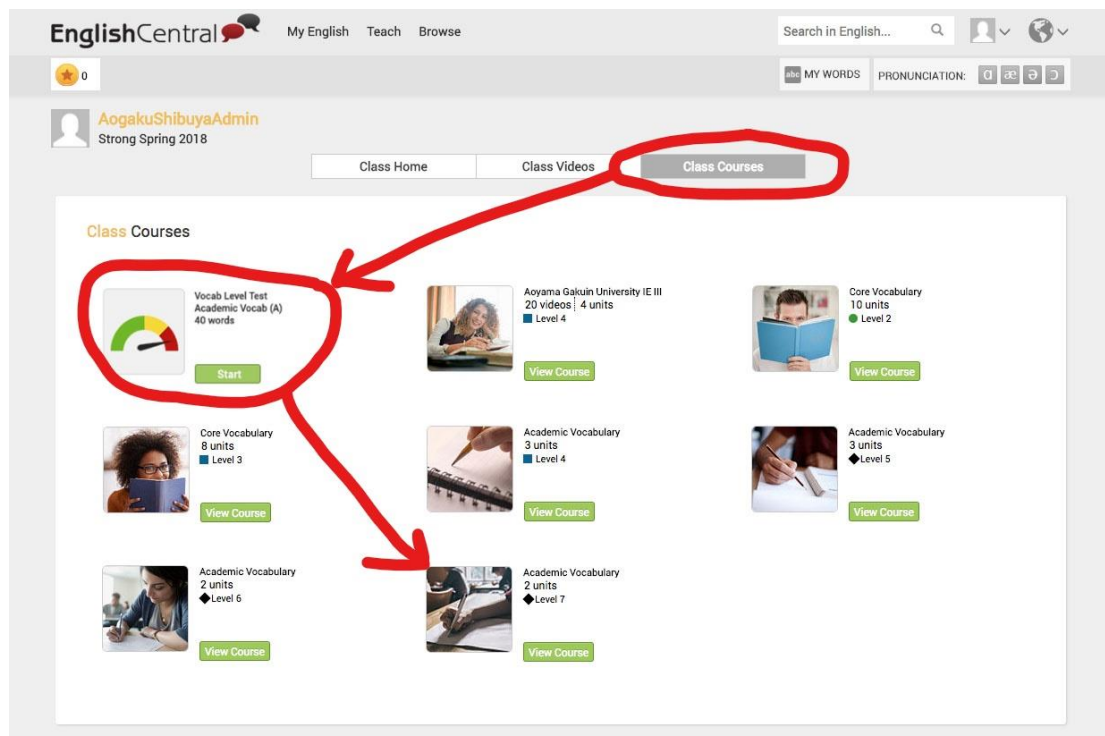 EnglishCentral My English Teach Browse Search in English...
0 abc MY WORDS PRONUNCIATION: ɑ æ ə ɔ
AogakuShibuyaAdmin
Strong Spring 2018
Class Home Class Videos Class Courses
Class Courses
Vocab Level Test
Academic Vocab (A)
40 words
Start
Aoyama Gakuin University IE III
20 videos 4 units
Level 4
View Course
Core Vocabulary
10 units
Level 2
View Course
Core Vocabulary
8 units
Level 3
View Course
Academic Vocabulary
3 units
Level 4
View Course
Academic Vocabulary
3 units
Level 5
View Course
Academic Vocabulary
2 units
Level 6
View Course
Academic Vocabulary
2 units
Level 7
View Course